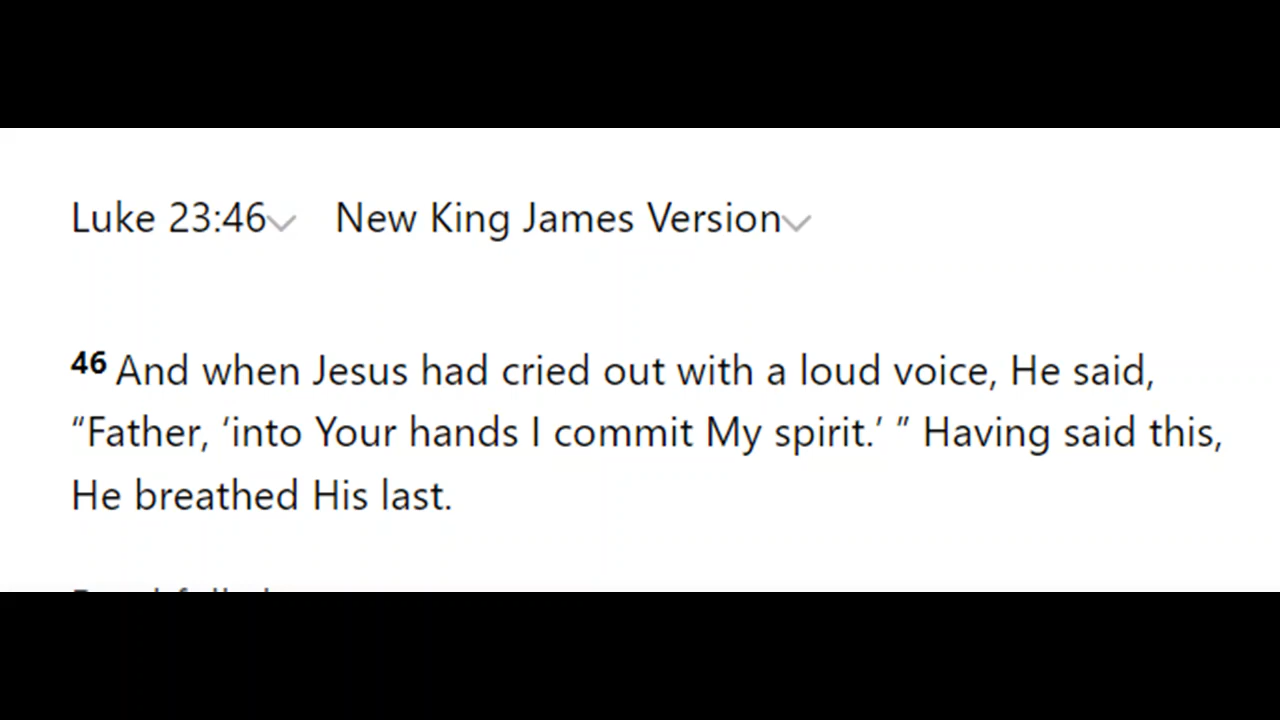 Luke 23:46 New King James Version
46 And when Jesus had cried out with a loud voice, He said,
“Father, ‘into Your hands I commit My spirit.’ ” Having said this,
He breathed His last.